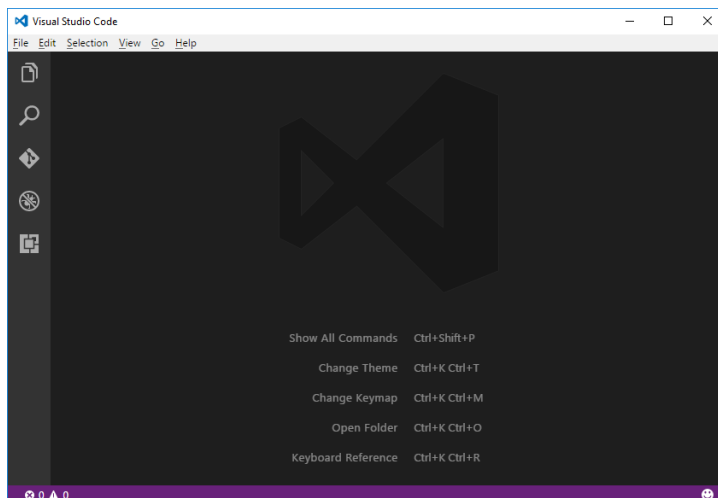 Visual Studio Code
File Edit Selection View Go Help
Show All Commands Ctrl+Shift+P
Change Theme Ctrl+K Ctrl+T
Change Keymap Ctrl+K Ctrl+M
Open Folder Ctrl+K Ctrl+O
Keyboard Reference Ctrl+K Ctrl+R
0 0